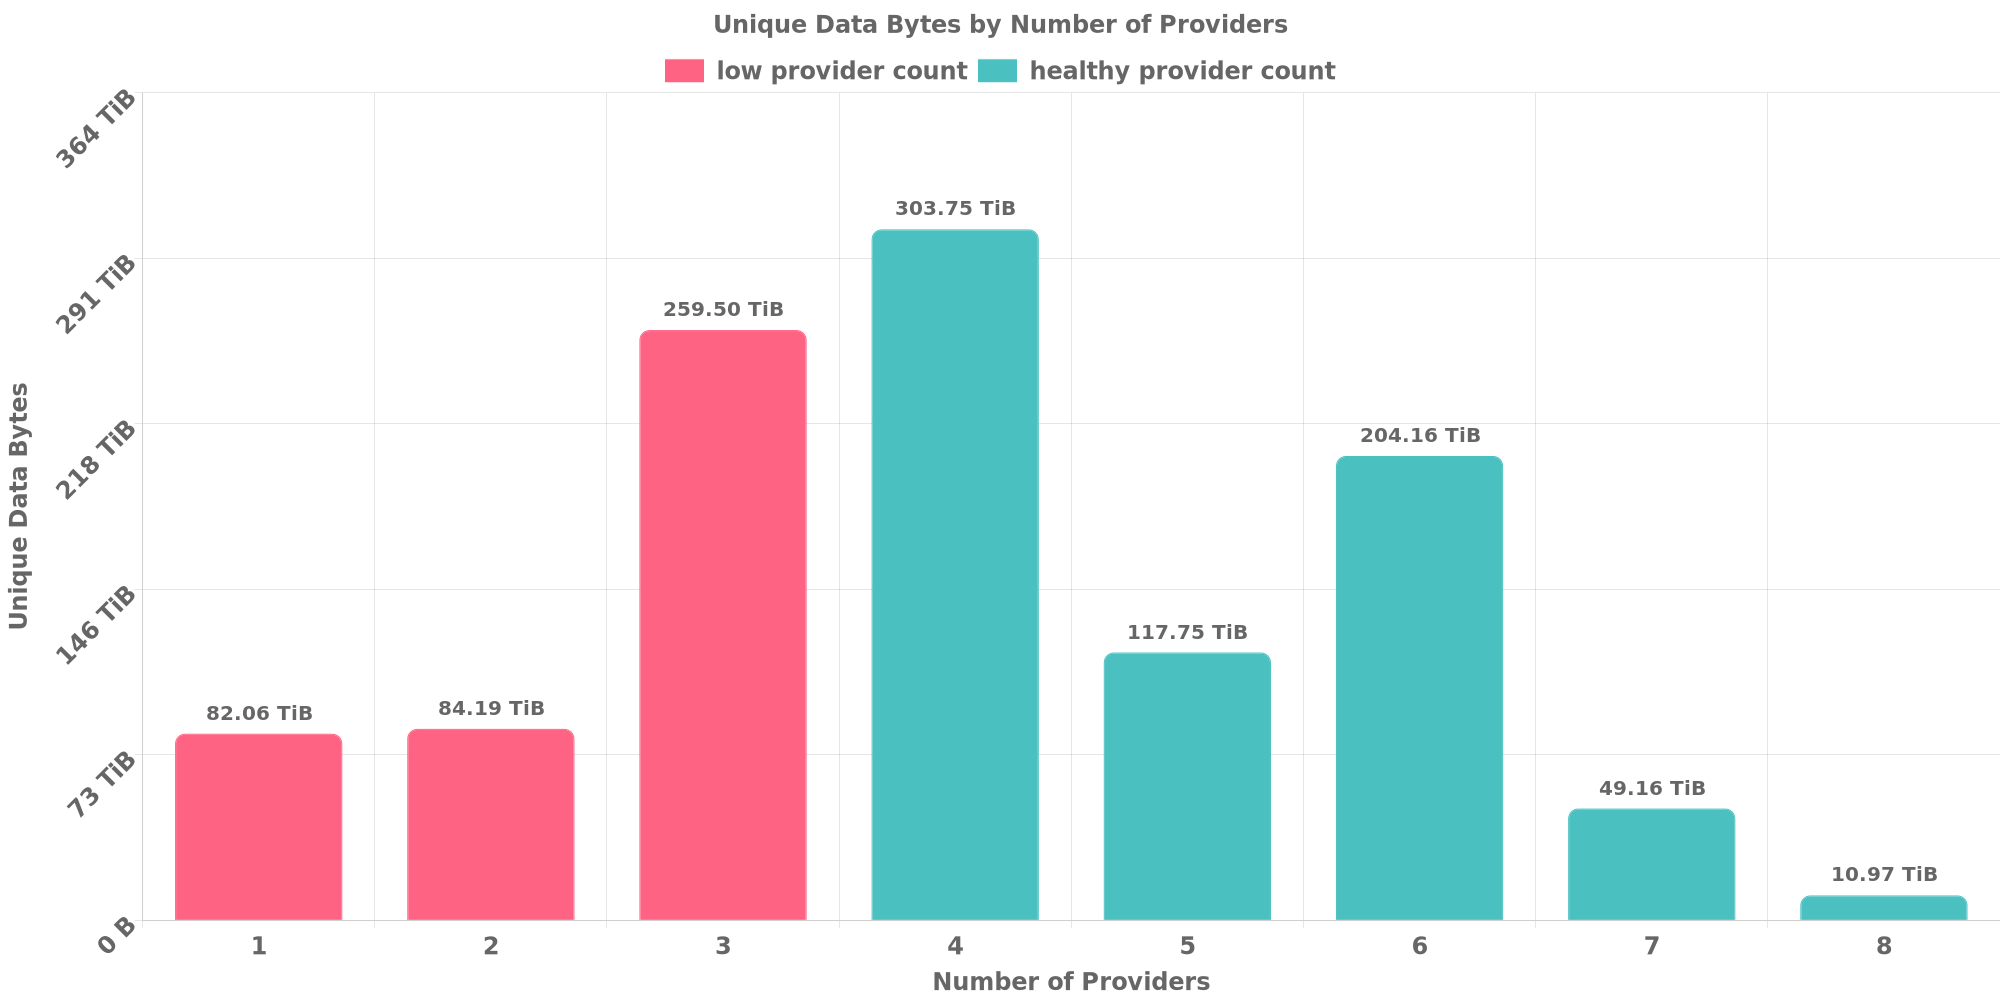 Unique Data Bytes by Number of Providers
low provider count healthy provider count
364 TiB
291 TiB
218 TiB
146 TiB
73 TiB
0 B
Unique Data Bytes
82.06 TiB
84.19 TiB
259.50 TiB
303.75 TiB
117.75 TiB
204.16 TiB
49.16 TiB
10.97 TiB
1 2 3 4 5 6 7 8
Number of Providers